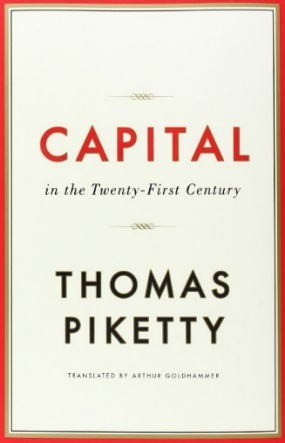 CAPITAL
in the Twenty-First Century
THOMAS
PIKETTY
TRANSLATED BY ARTHUR GOLDHAMMER